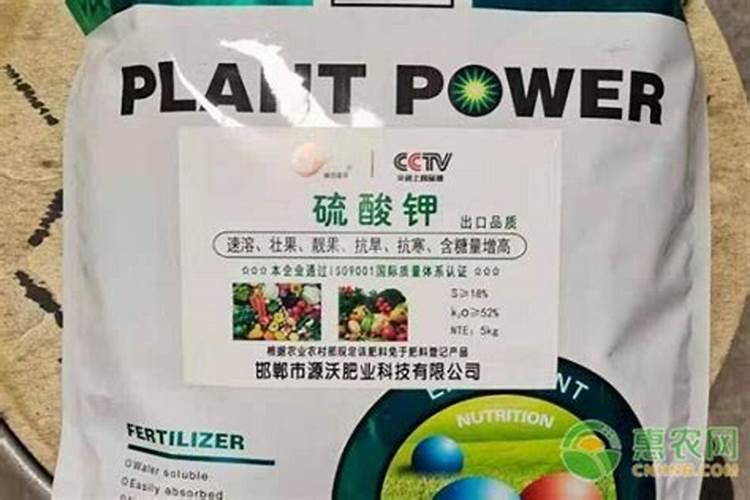 PLANT POWER
CCTV
硫酸钾 出口品质
速溶、壮果、靓果、抗旱、抗寒、含糖量增高
☆☆☆本企业通过ISO9001国际质量体系认证☆☆☆
S≥18%
k₂O≥52%
NTE: 5kg
根据农业农村部规定该肥料免于肥料登记产品
邯郸市源沃肥业科技有限公司
NUTRITION
FERTILIZER
Water soluble
Easily absorbed
惠农网
CNHNB.COM